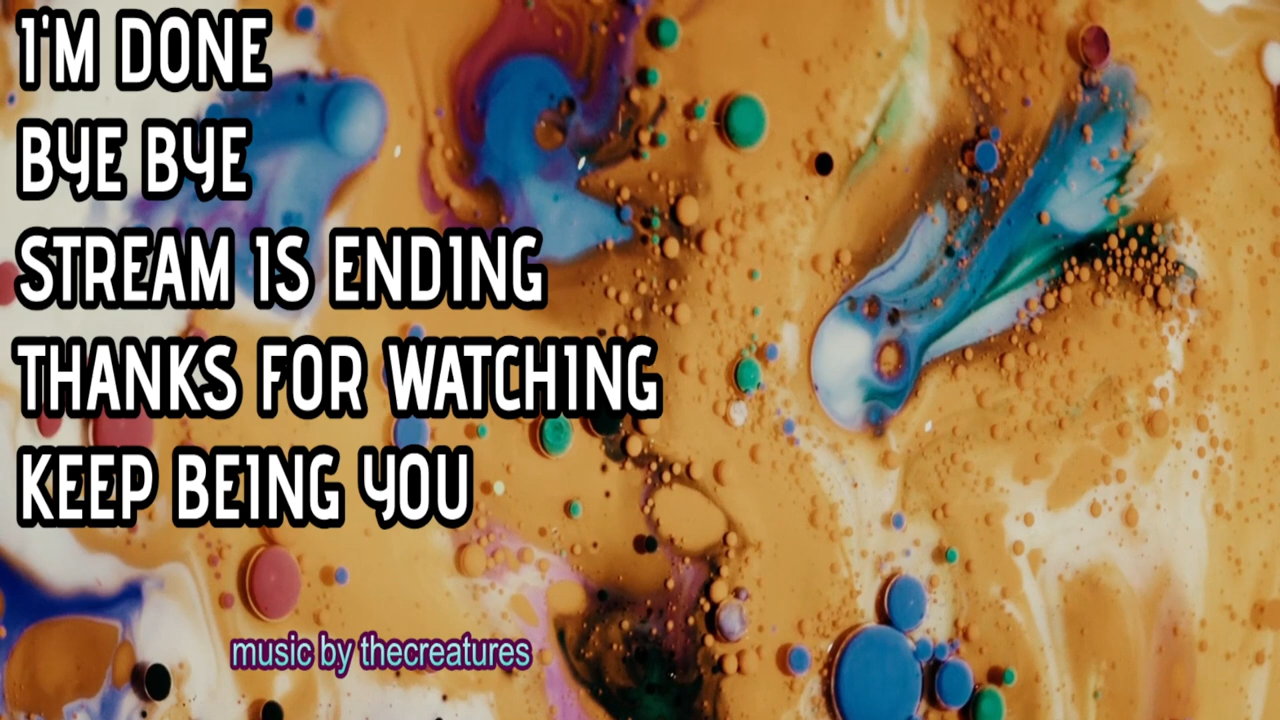 I'M DONE
BYE BYE
STREAM IS ENDING
THANKS FOR WATCHING
KEEP BEING YOU
music by thecreatures